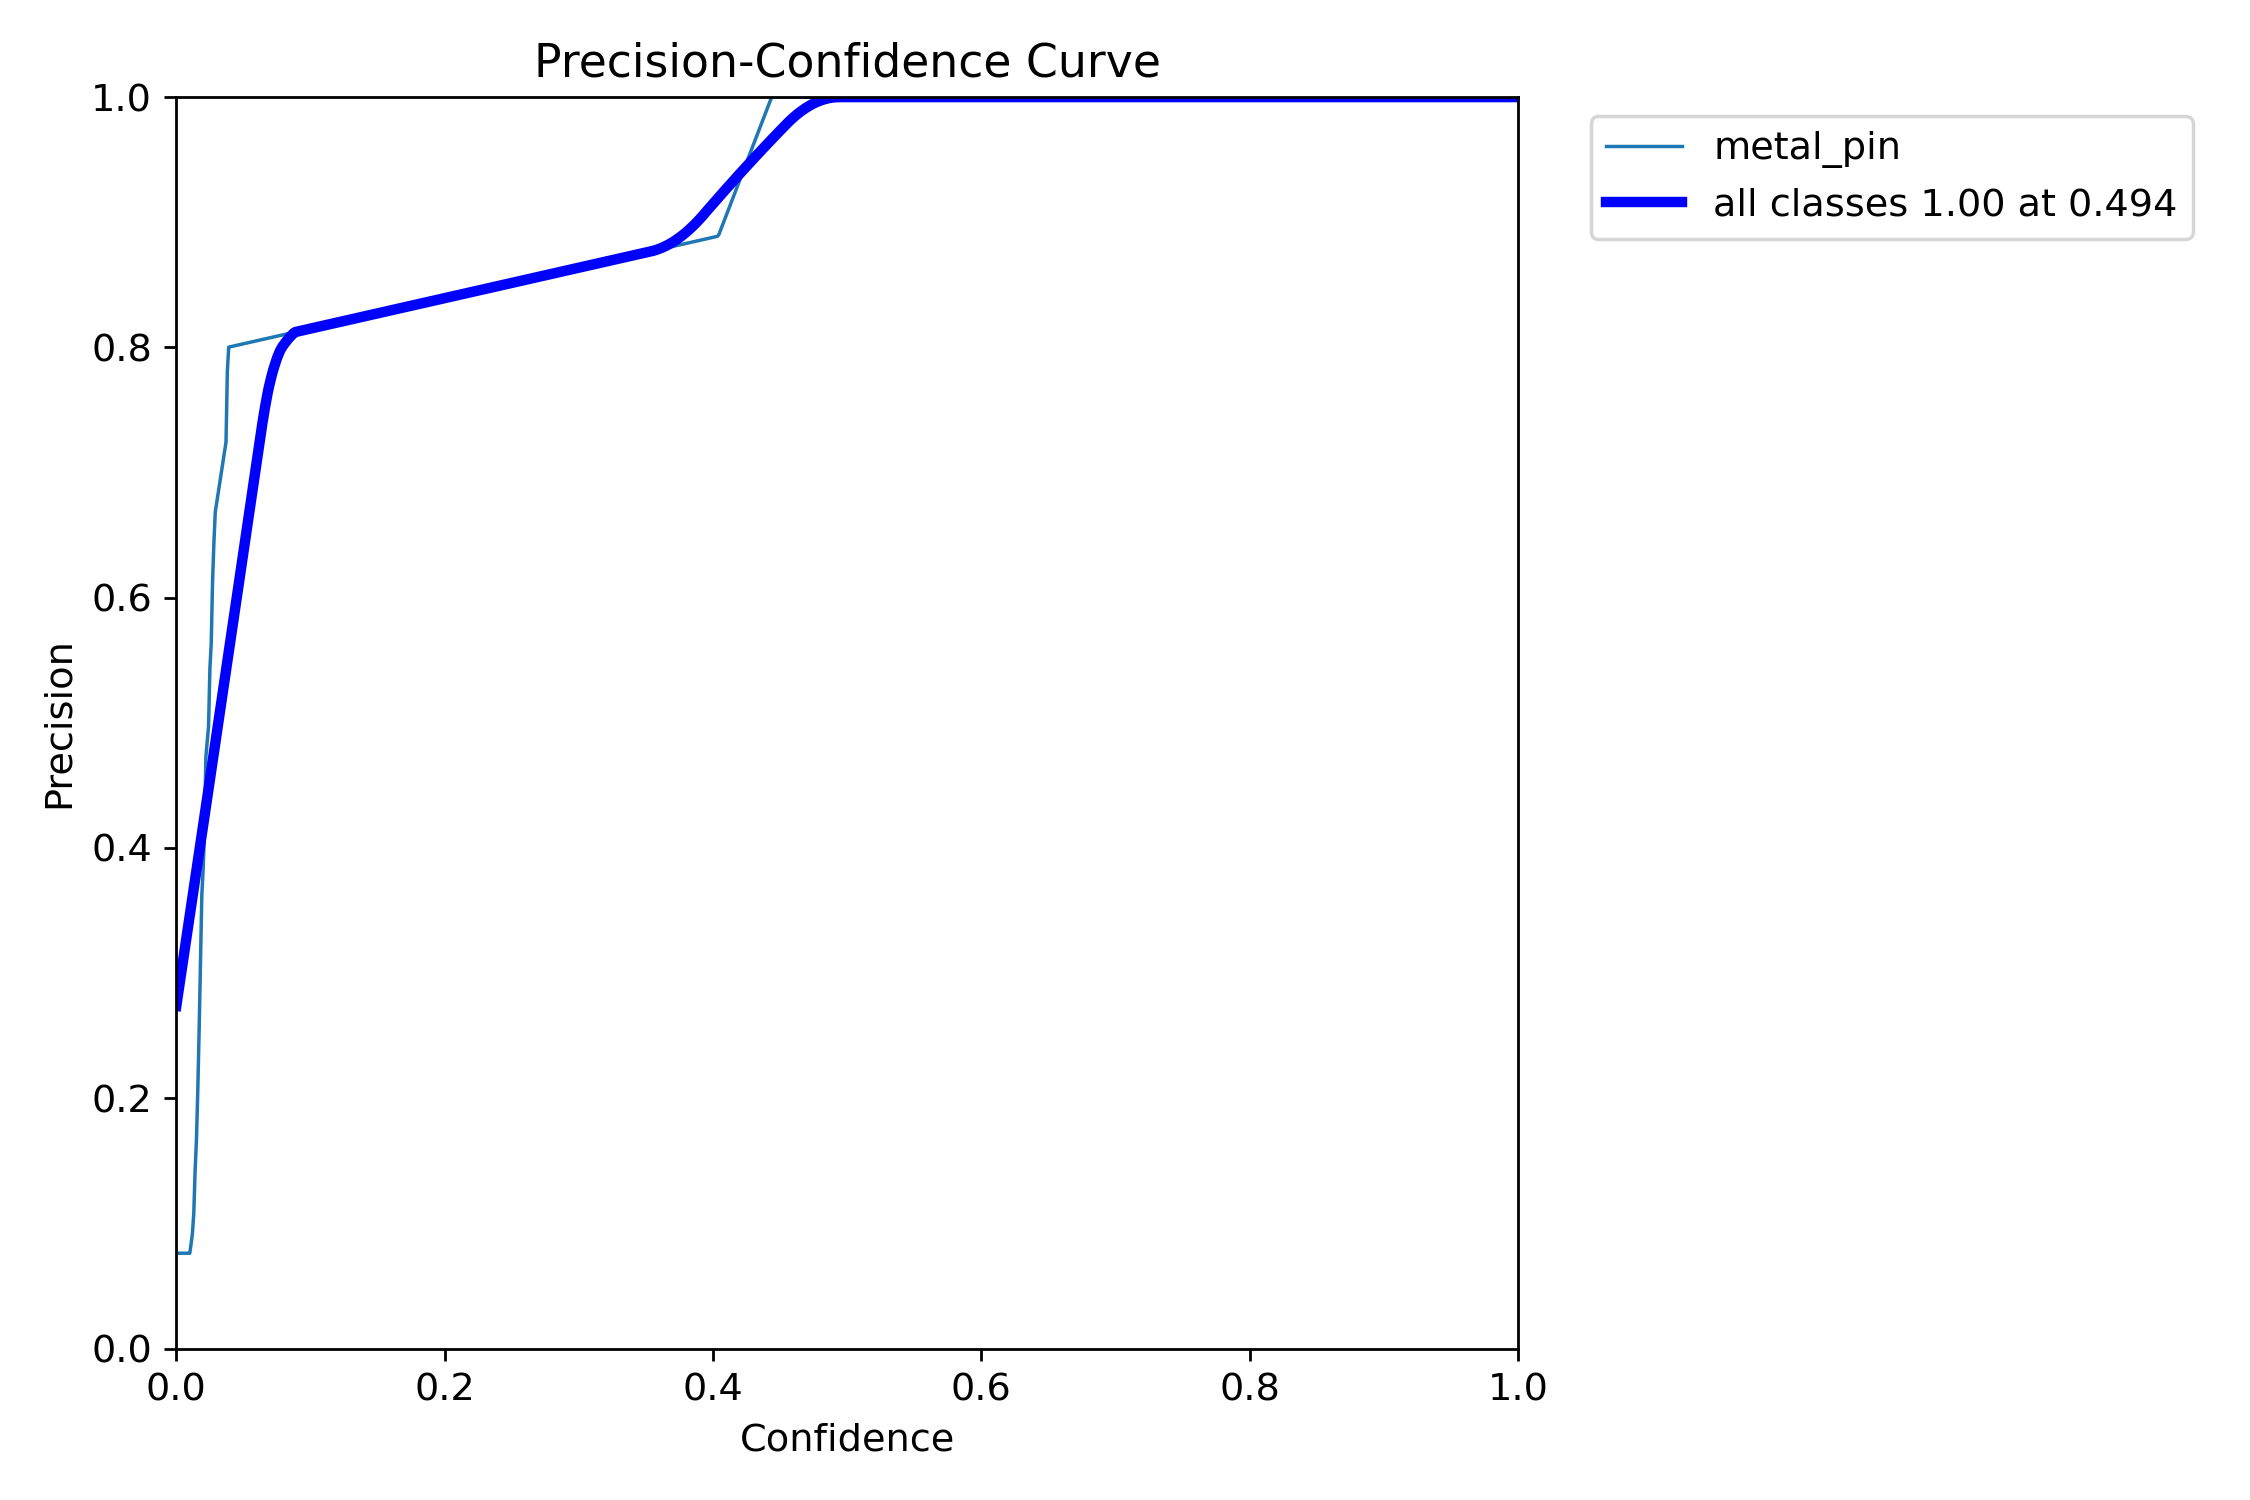 Precision-Confidence Curve
1.0
0.8
0.6
0.4
0.2
0.0
Precision
0.0 0.2 0.4 0.6 0.8 1.0
Confidence
metal_pin
all classes 1.00 at 0.494